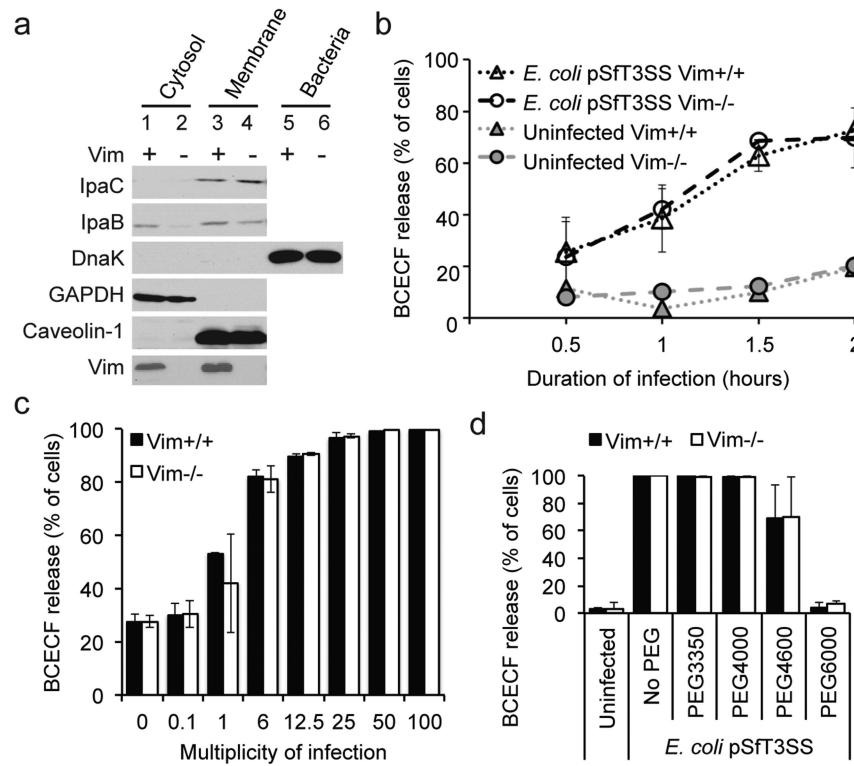 a
Cytosol
Membrane
Bacteria
1 2 3 4 5 6
Vim + - + - + -
IpaC
IpaB
DnaK
GAPDH
Caveolin-1
Vim
b
BCECF release (% of cells)
100
80
60
40
20
0
E. coli pSfT3SS Vim+/+
E. coli pSfT3SS Vim-/-
Uninfected Vim+/+
Uninfected Vim-/-
0.5 1 1.5 2
Duration of infection (hours)
c
BCECF release (% of cells)
100
80
60
40
20
0
Vim+/+
Vim-/-
0 0.1 1 6 12.5 25 50 100
Multiplicity of infection
d
Vim+/+ Vim-/-
BCECF release (% of cells)
100
80
60
40
20
0
Uninfected
No PEG
PEG3350
PEG4000
PEG4600
PEG6000
E. coli pSfT3SS